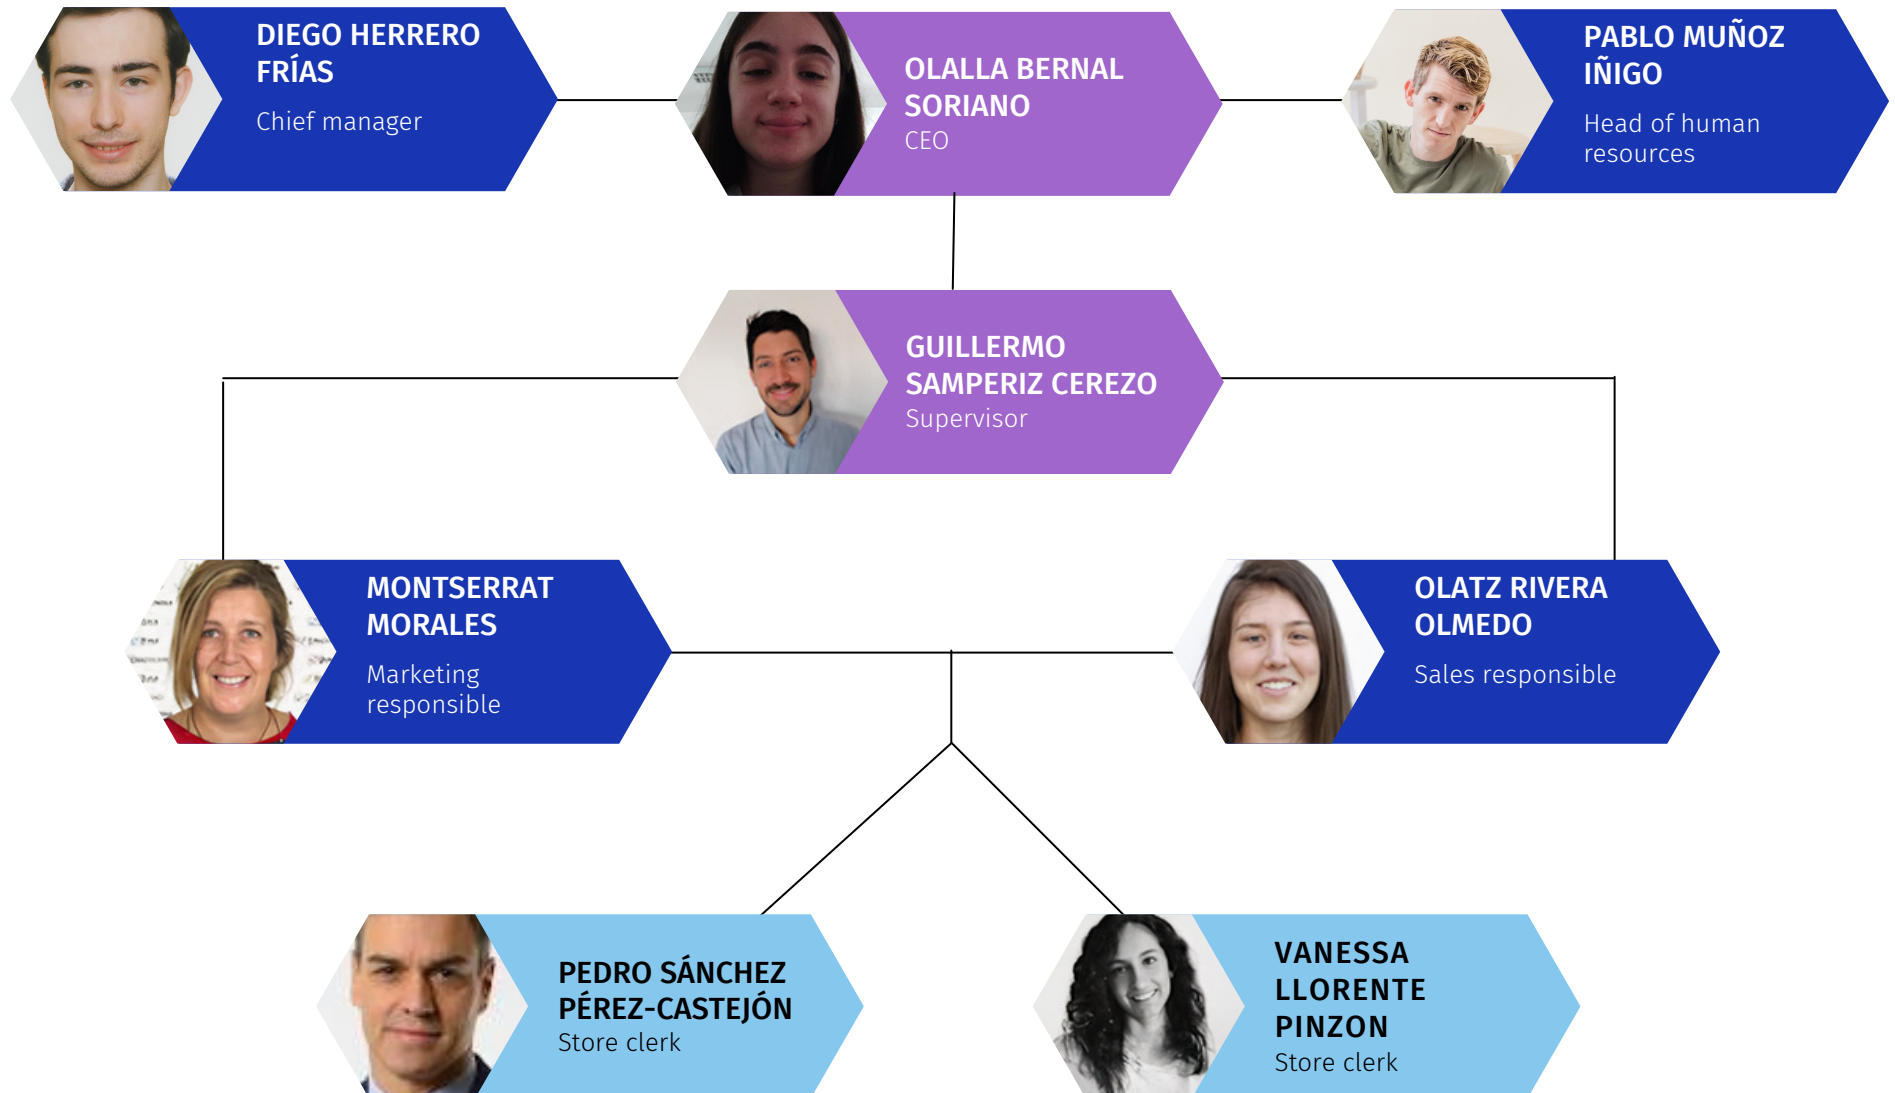 DIEGO HERRERO
FRÍAS
Chief manager
OLALLA BERNAL
SORIANO
CEO
PABLO MUÑOZ
IÑIGO
Head of human
resources
GUILLERMO
SAMPERIZ CEREZO
Supervisor
MONTSERRAT
MORALES
Marketing
responsible
OLATZ RIVERA
OLMEDO
Sales responsible
PEDRO SÁNCHEZ
PÉREZ-CASTEJÓN
Store clerk
VANESSA
LLORENTE
PINZON
Store clerk